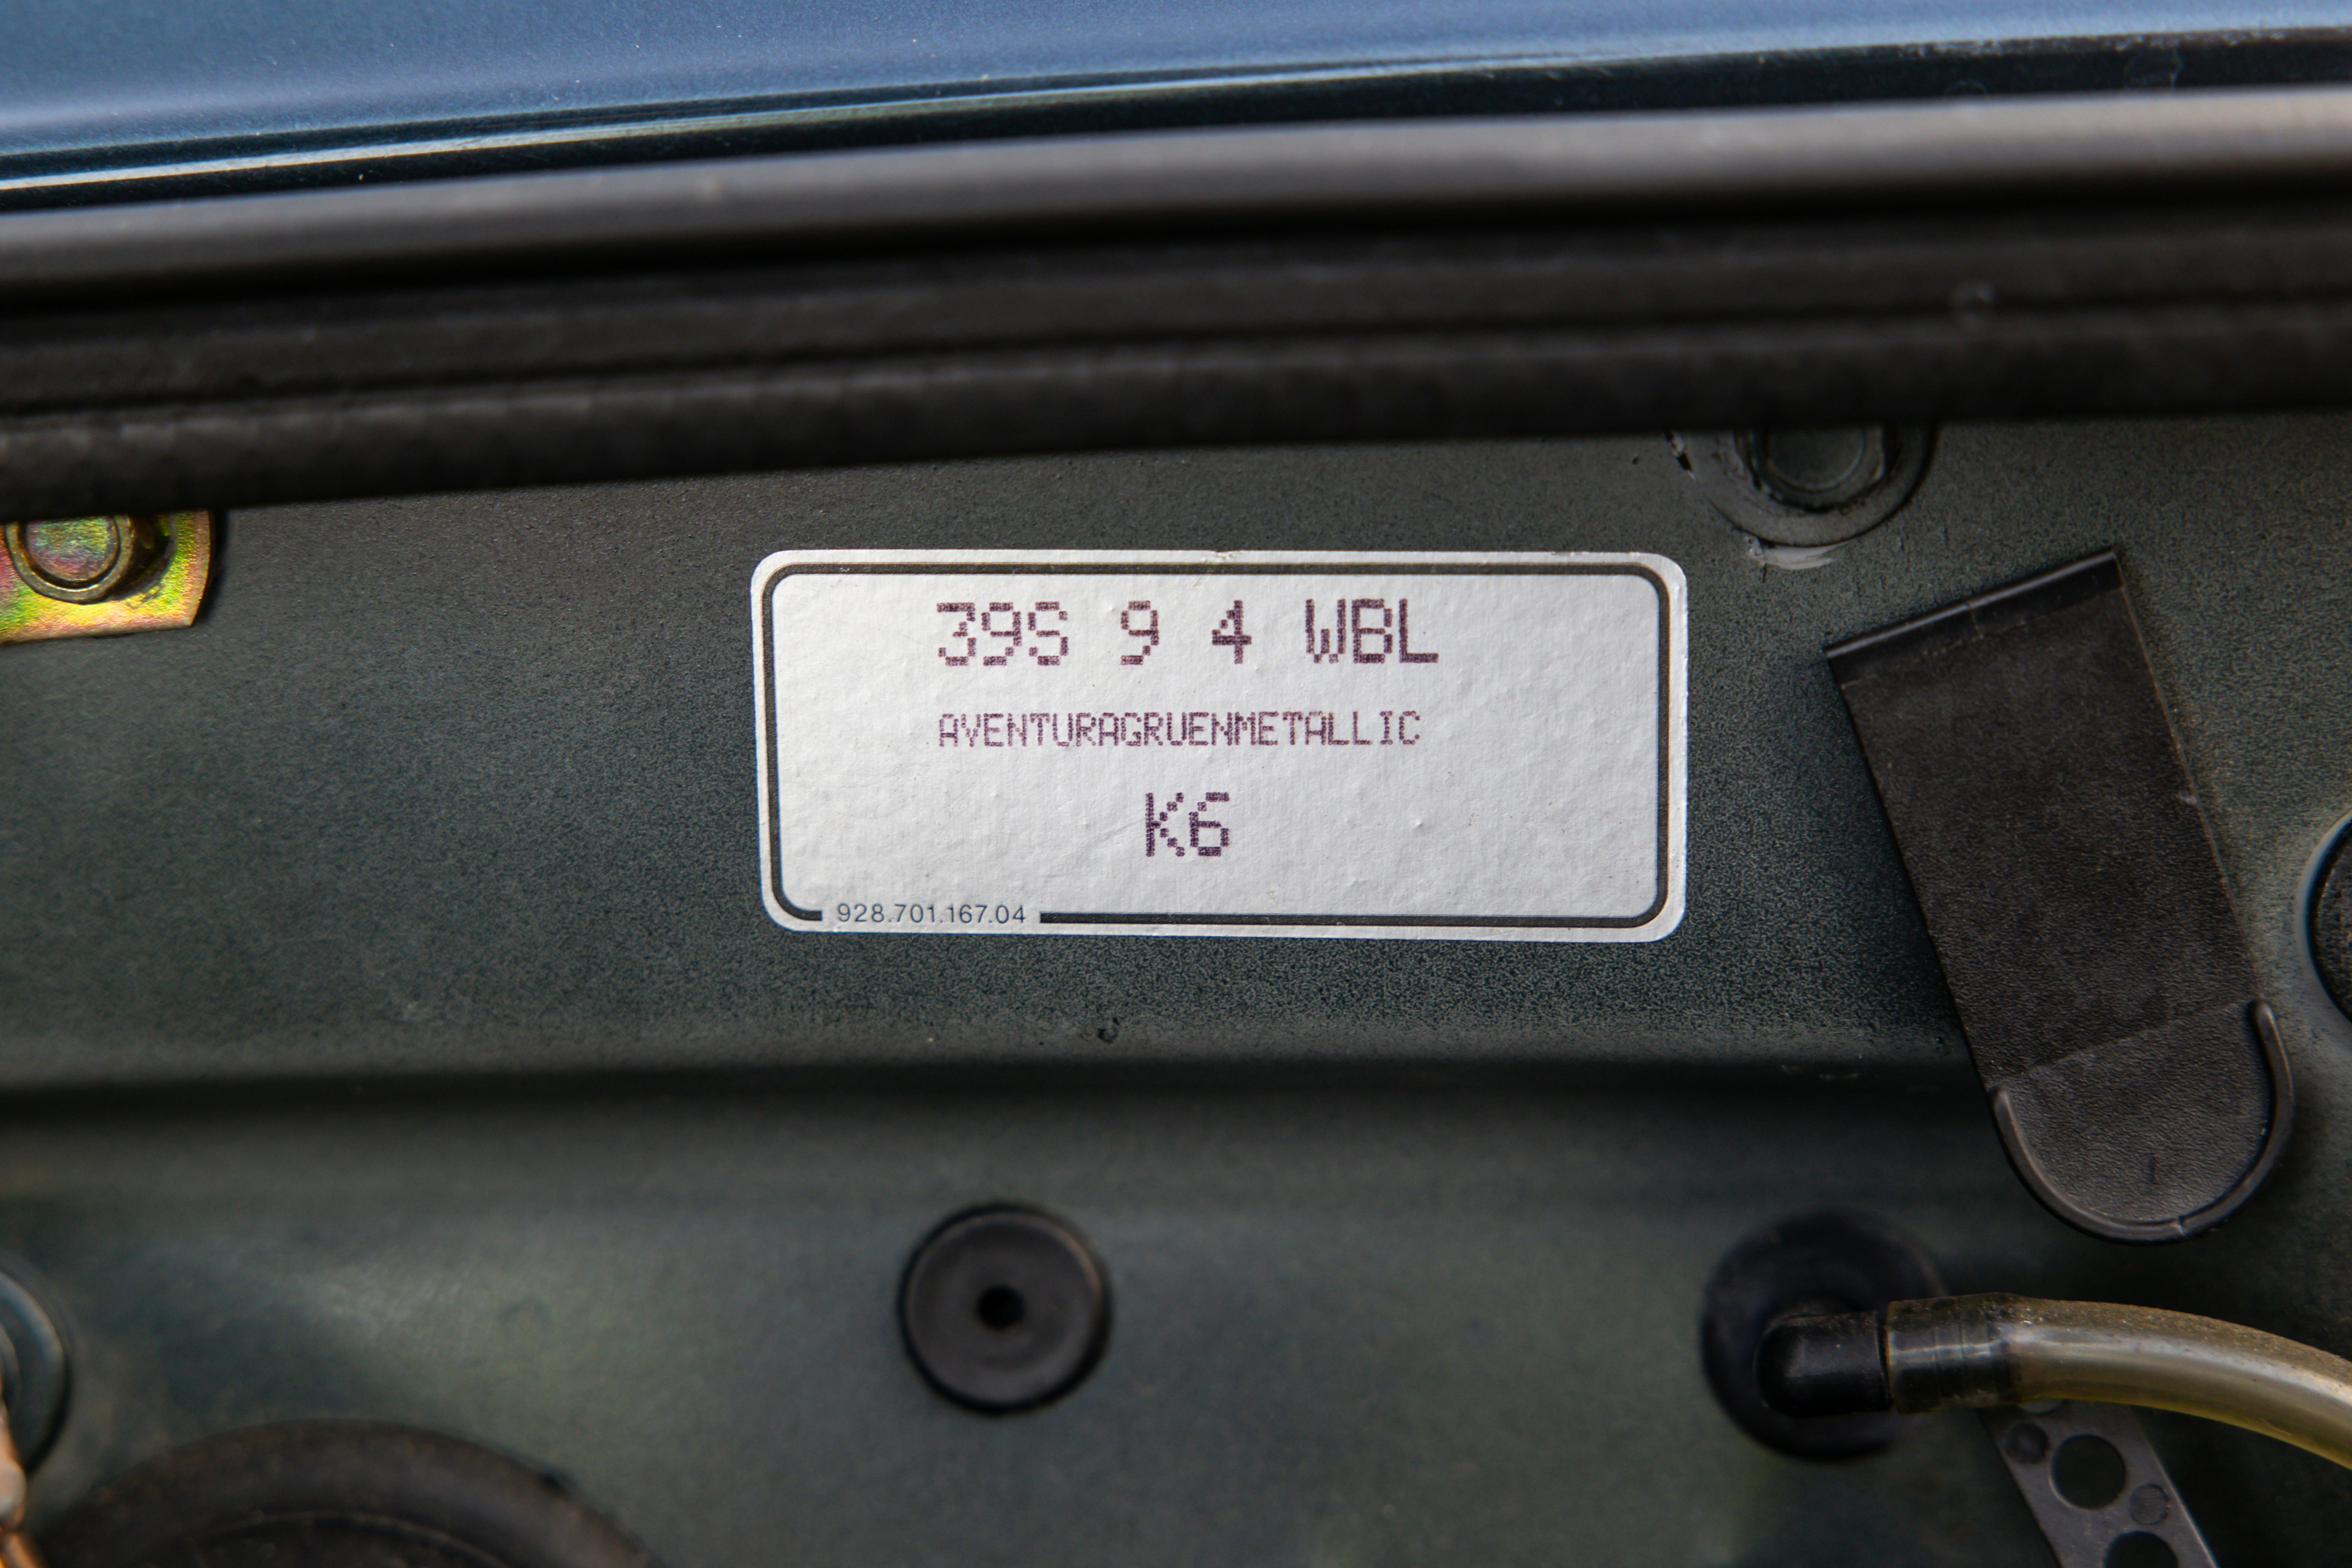 39S 9 4 WBL
AVENTURAGRUENMETALLIC
K6
928.701.167.04